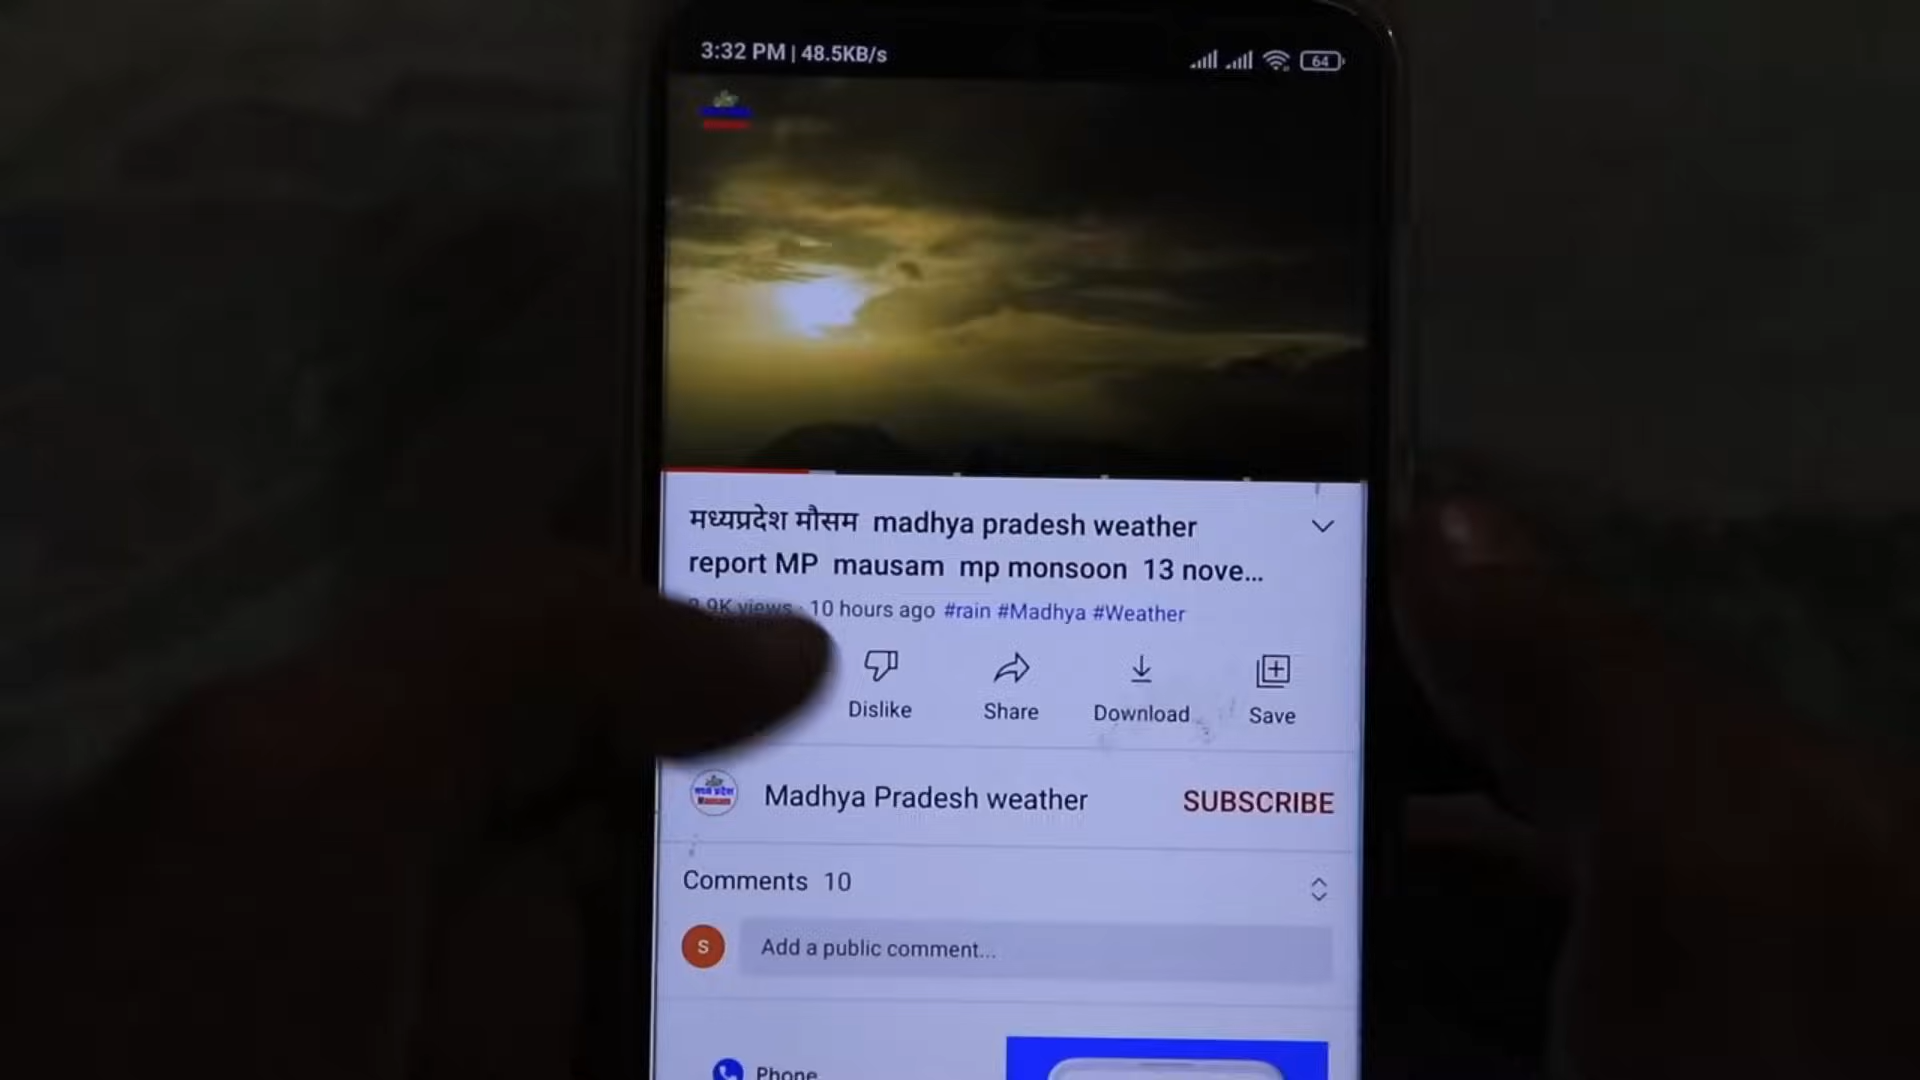 3:32 PM | 48.5KB/s
64
मध्यप्रदेश मौसम madhya pradesh weather
report MP mausam mp monsoon 13 nove...
views · 10 hours ago #rain #Madhya #Weather
Dislike Share Download Save
Madhya Pradesh weather SUBSCRIBE
Comments 10
S Add a public comment...
Phone